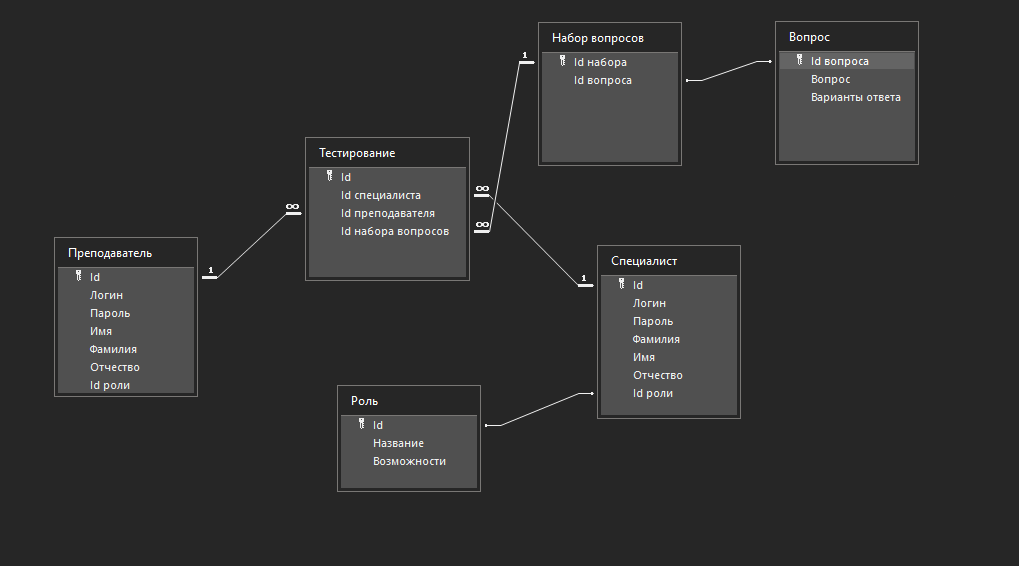 Набор вопросов
Id набора
Id вопроса
Вопрос
Id вопроса
Вопрос
Варианты ответа
1
Тестирование
Id
Id специалиста
Id преподавателя
Id набора вопросов
∞
∞
∞
Преподаватель
Id
Логин
Пароль
Имя
Фамилия
Отчество
Id роли
1
Специалист
Id
Логин
Пароль
Фамилия
Имя
Отчество
Id роли
1
Роль
Id
Название
Возможности